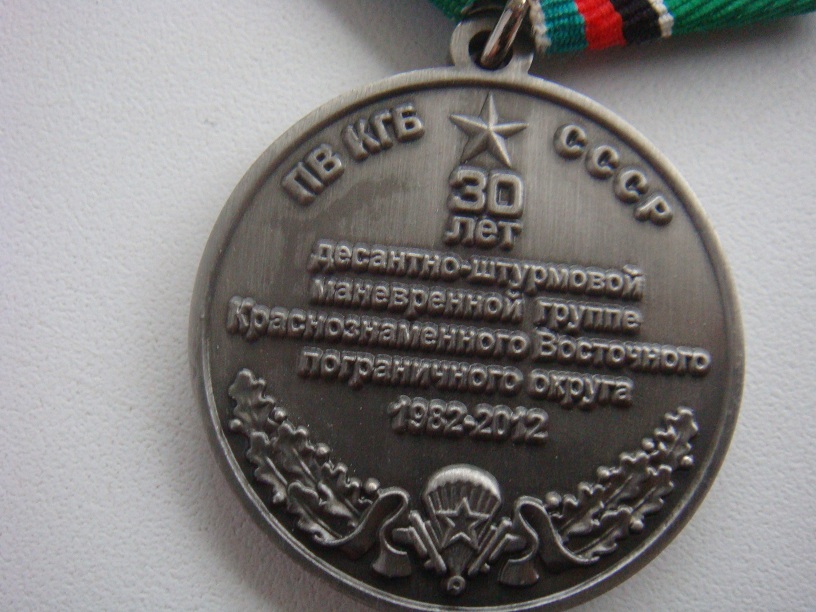 ПВ КГБ СССР
30
лет
десантно-штурмовой
маневренной группе
Краснознаменного Восточного
пограничного округа
1982-2012